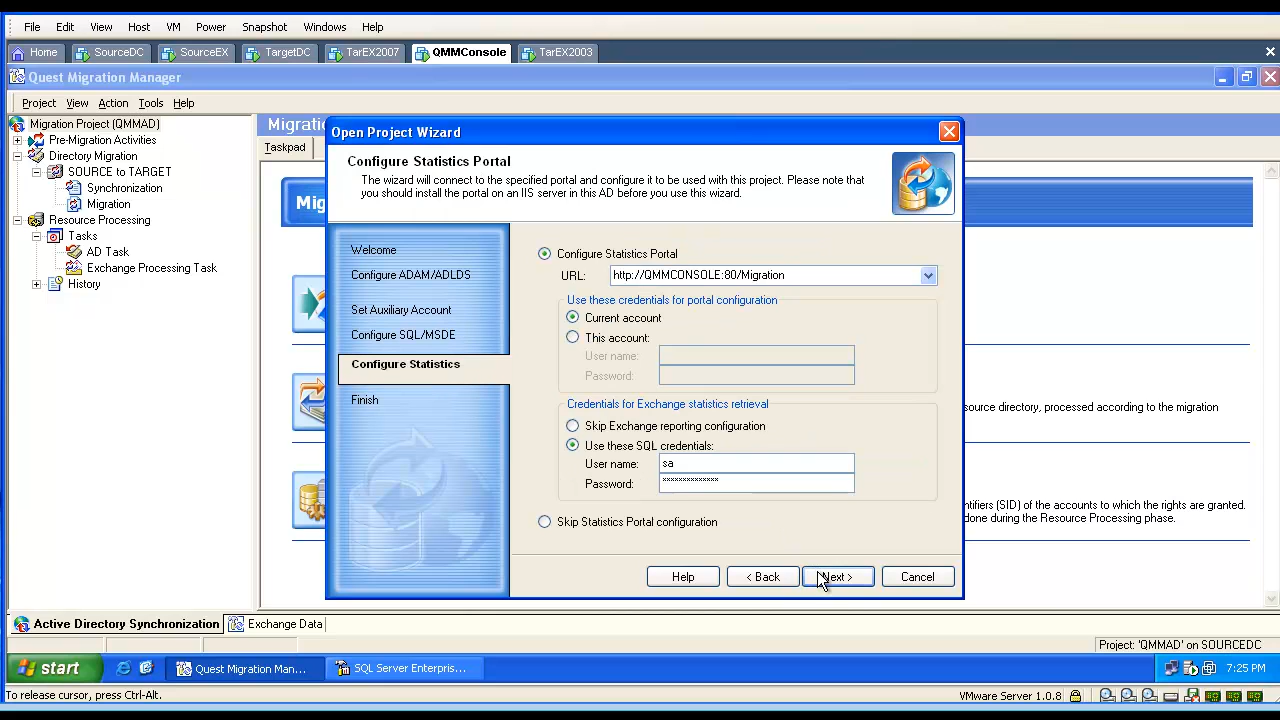 File Edit View Host VM Power Snapshot Windows Help
Home SourceDC SourceEX TargetDC TarEX2007 QMMConsole TarEX2003
Quest Migration Manager
Project View Action Tools Help
Migration Project (QMMAD)
Pre-Migration Activities
Directory Migration
SOURCE to TARGET
Synchronization
Migration
Resource Processing
Tasks
AD Task
Exchange Processing Task
History
Migrati
Taskpad
Mig
Open Project Wizard
Configure Statistics Portal
The wizard will connect to the specified portal and configure it to be used with this project. Please note that
you should install the portal on an IIS server in this AD before you use this wizard.
Welcome
Configure ADAM/ADLDS
Set Auxiliary Account
Configure SQL/MSDE
Configure Statistics
Finish
Configure Statistics Portal
URL: http://QMMCONSOLE:80/Migration
Use these credentials for portal configuration
Current account
This account:
User name:
Password:
Credentials for Exchange statistics retrieval
Skip Exchange reporting configuration
Use these SQL credentials:
User name: sa
Password:
Skip Statistics Portal configuration
Help < Back Next > Cancel
source directory processed according to the migration
ntifiers (SID) of the accounts to which the rights are granted.
done during the Resource Processing phase.
Active Directory Synchronization Exchange Data
Project: 'QMMAD' on SOURCEDC
start Quest Migration Man... SQL Server Enterpris... 7:25 PM
To release cursor, press Ctrl-Alt. VMware Server 1.0.8